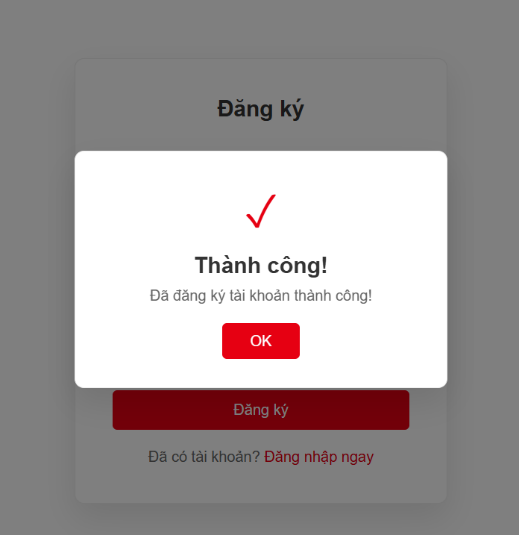 Đăng ký
✓
Thành công!
Đã đăng ký tài khoản thành công!
OK
Đăng ký
Đã có tài khoản? Đăng nhập ngay